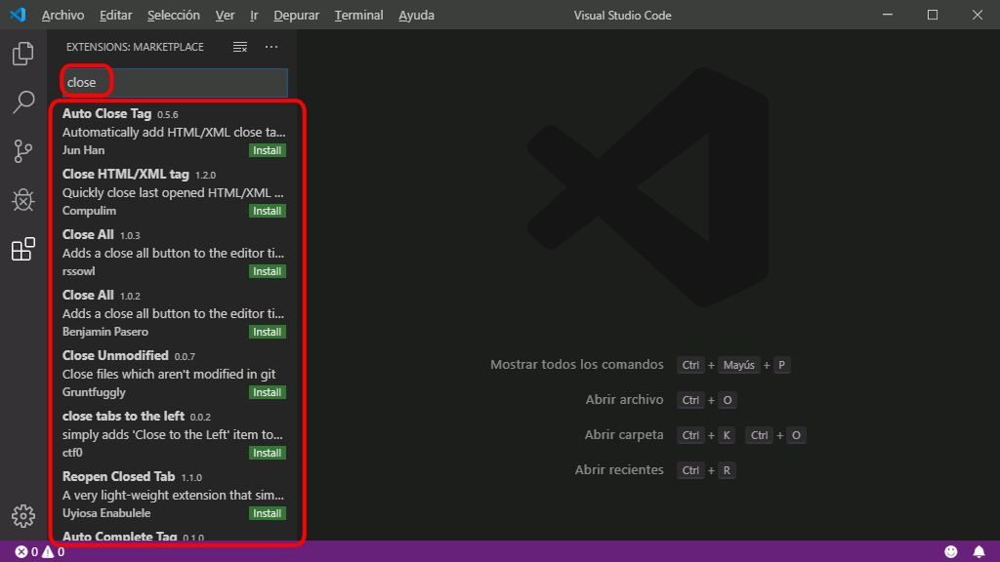 Archivo Editar Selección Ver Ir Depurar Terminal Ayuda Visual Studio Code
EXTENSIONS: MARKETPLACE
close
Auto Close Tag 0.5.6
Automatically add HTML/XML close ta...
Jun Han Install
Close HTML/XML tag 1.2.0
Quickly close last opened HTML/XML ...
Compulim Install
Close All 1.0.3
Adds a close all button to the editor ti...
rssowl Install
Close All 1.0.2
Adds a close all button to the editor ti...
Benjamin Pasero Install
Close Unmodified 0.0.7
Close files which aren't modified in git
Gruntfuggly Install
close tabs to the left 0.0.2
simply adds 'Close to the Left' item to...
ctf0 Install
Reopen Closed Tab 1.1.0
A very light-weight extension that sim...
Uyiosa Enabulele Install
Auto Complete Tag 0.1.0
Mostrar todos los comandos Ctrl + Mayús + P
Abrir archivo Ctrl + O
Abrir carpeta Ctrl + K Ctrl + O
Abrir recientes Ctrl + R
0 0